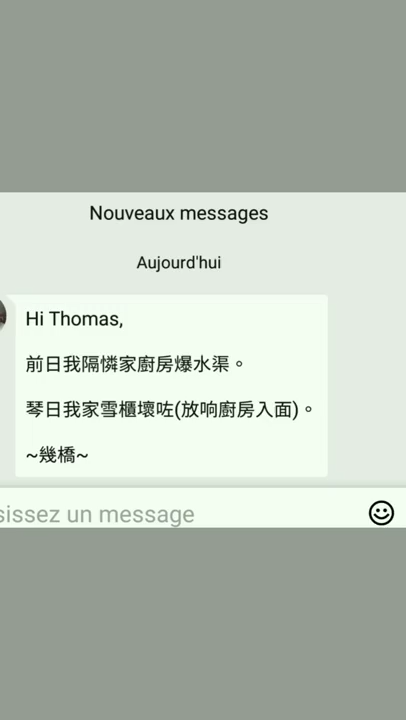 Nouveaux messages
Aujourd'hui
Hi Thomas,
前日我隔憐家廚房爆水渠。
琴日我家雪櫃壞咗(放响廚房入面)。
~幾橋~
sissez un message